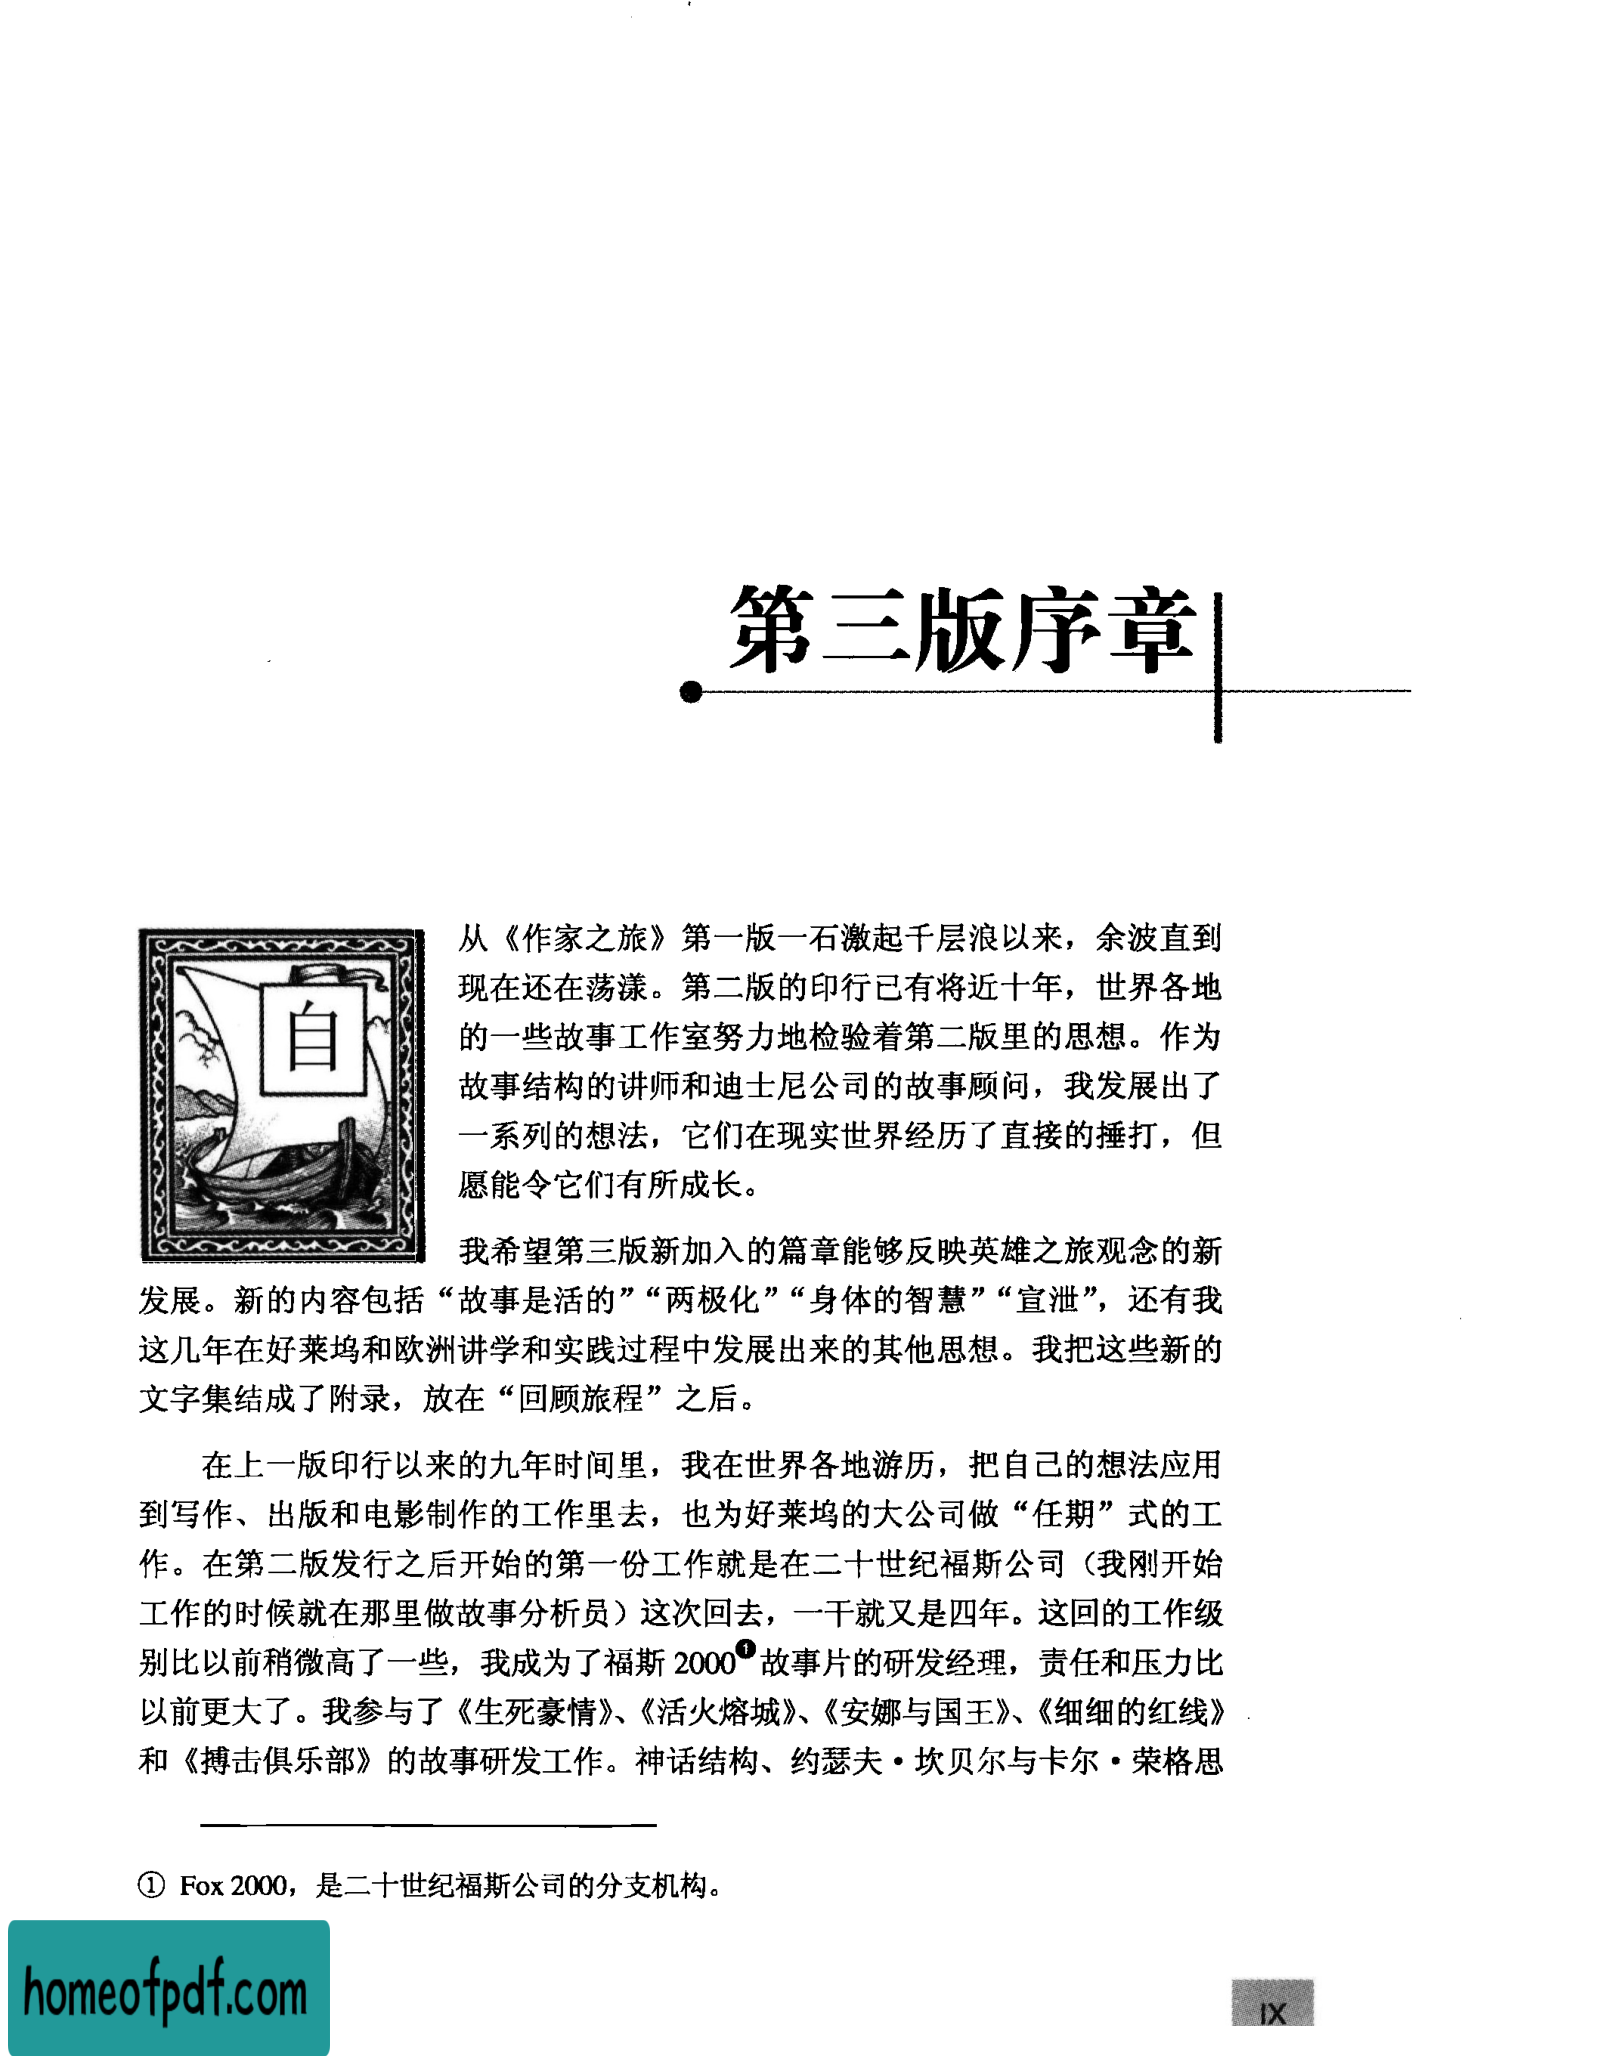 第三版序章
自
从《作家之旅》第一版一石激起千层浪以来，余波直到
现在还在荡漾。第二版的印行已有将近十年，世界各地
的一些故事工作室努力地检验着第二版里的思想。作为
故事结构的讲师和迪士尼公司的故事顾问，我发展出了
一系列的想法，它们在现实世界经历了直接的捶打，但
愿能令它们有所成长。
我希望第三版新加入的篇章能够反映英雄之旅观念的新
发展。新的内容包括“故事是活的”“两极化”“身体的智慧”“宣泄”，还有我
这几年在好莱坞和欧洲讲学和实践过程中发展出来的其他思想。我把这些新的
文字集结成了附录，放在“回顾旅程”之后。
在上一版印行以来的九年时间里，我在世界各地游历，把自己的想法应用
到写作、出版和电影制作的工作里去，也为好莱坞的大公司做“任期”式的工
作。在第二版发行之后开始的第一份工作就是在二十世纪福斯公司（我刚开始
工作的时候就在那里做故事分析员）这次回去，一干就又是四年。这回的工作级
别比以前稍微高了一些，我成为了福斯 2000❶故事片的研发经理，责任和压力比
以前更大了。我参与了《生死豪情》、《活火熔城》、《安娜与国王》、《细细的红线》
和《搏击俱乐部》的故事研发工作。神话结构、约瑟夫·坎贝尔与卡尔·荣格思
① Fox 2000，是二十世纪福斯公司的分支机构。
homeofpdf.com
IX